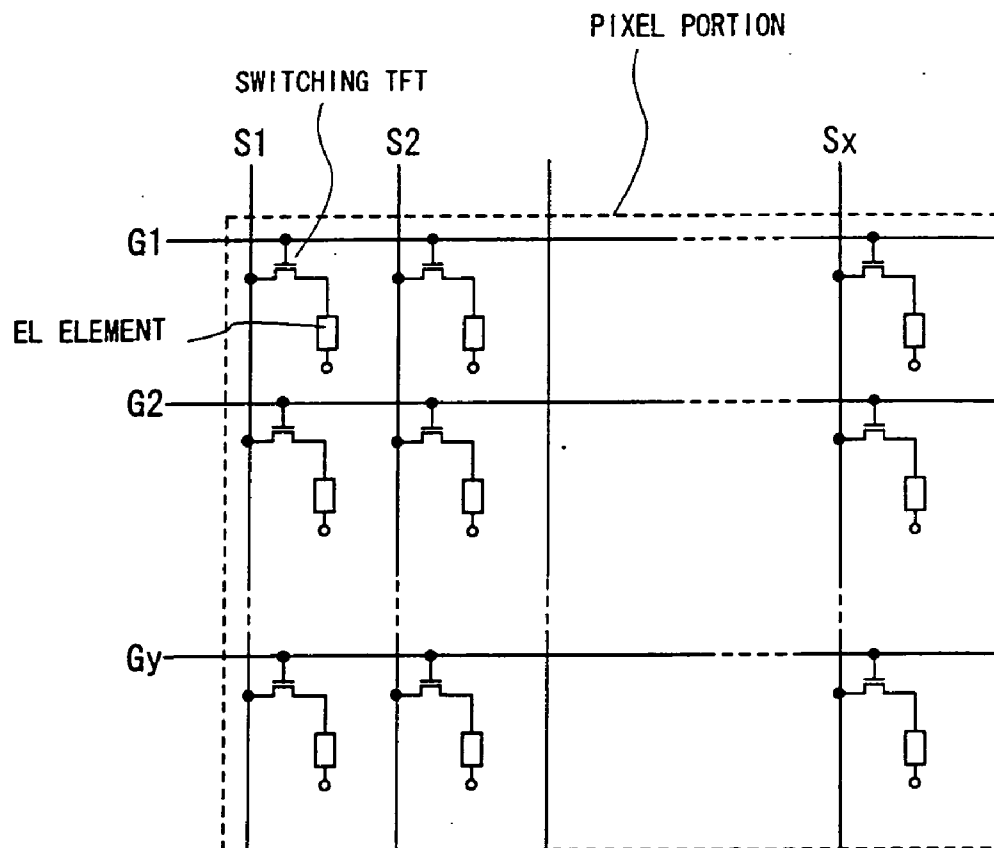 PIXEL PORTION
SWITCHING TFT
S1 S2 Sx
G1
EL ELEMENT
G2
Gy